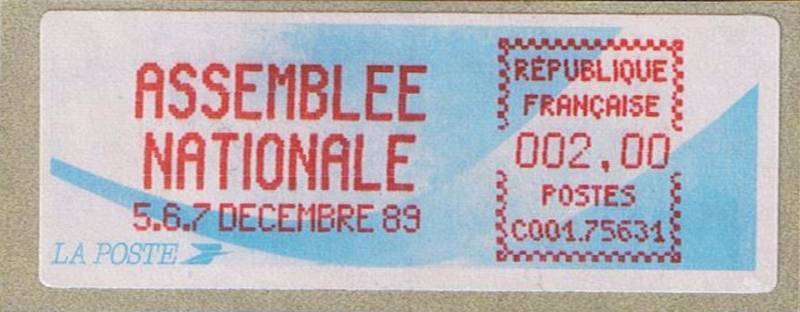 ASSEMBLEE
NATIONALE
5.6.7 DECEMBRE 89
LA POSTE
RÉPUBLIQUE
FRANÇAISE
002,00
POSTES
C001.75631